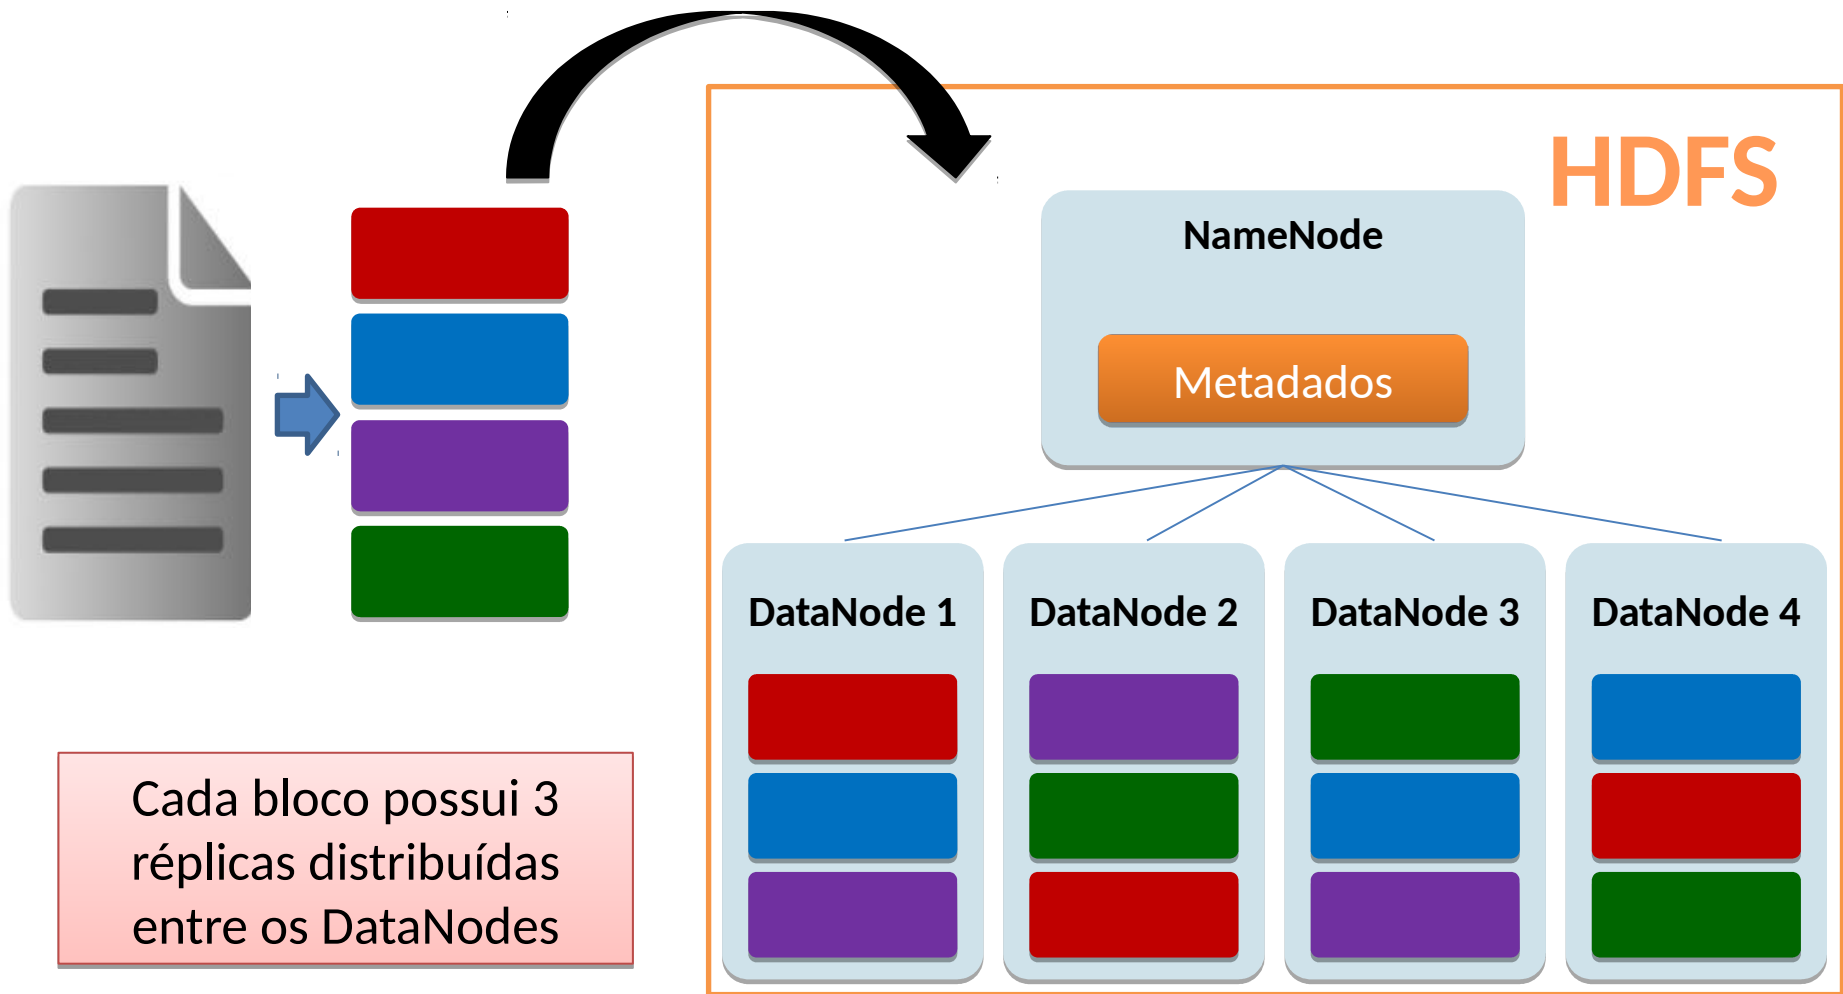 HDFS
NameNode
Metadados
DataNode 1
DataNode 2
DataNode 3
DataNode 4
Cada bloco possui 3
réplicas distribuídas
entre os DataNodes